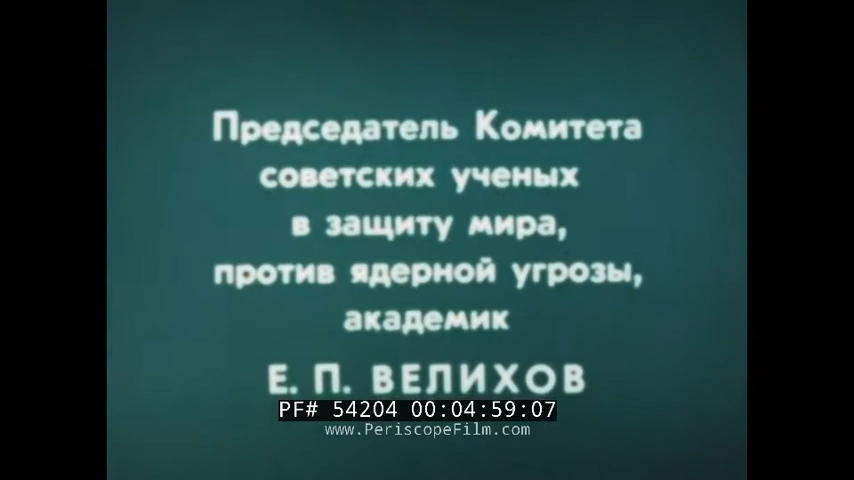 Председатель Комитета
советских ученых
в защиту мира,
против ядерной угрозы,
академик
Е. П. ВЕЛИХОВ
PF# 54204 00:04:59:07
www.PeriscopeFilm.com